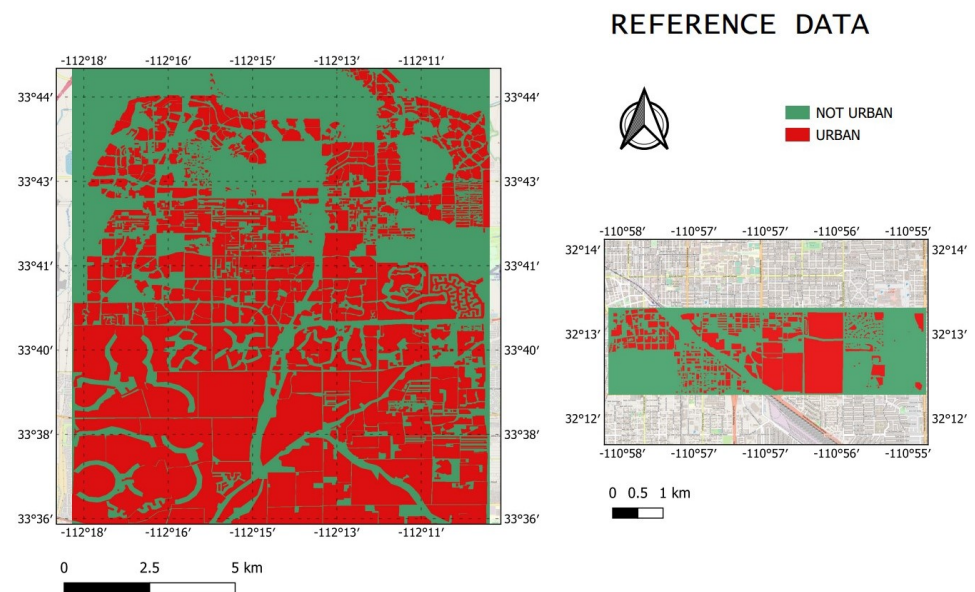 REFERENCE DATA
NOT URBAN
URBAN
-112°18′ -112°16′ -112°15′ -112°13′ -112°11′
33°44′ 33°44′
33°43′ 33°43′
33°41′ 33°41′
33°40′ 33°40′
33°38′ 33°38′
33°36′ 33°36′
-112°18′ -112°16′ -112°15′ -112°13′ -112°11′
0 2.5 5 km
-110°58′ -110°57′ -110°57′ -110°56′ -110°55′
32°14′ 32°14′
32°13′ 32°13′
32°12′ 32°12′
-110°58′ -110°57′ -110°57′ -110°56′ -110°55′
0 0.5 1 km